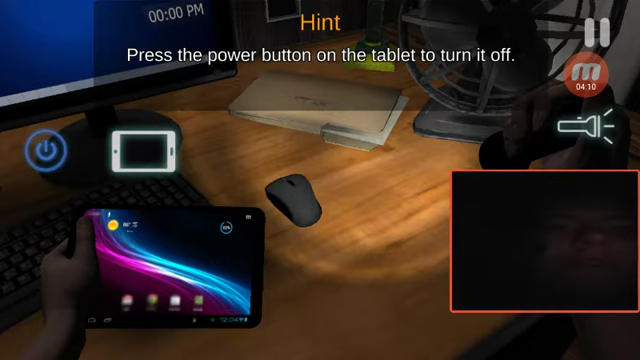 00:00 PM
Hint
Press the power button on the tablet to turn it off.
04:10